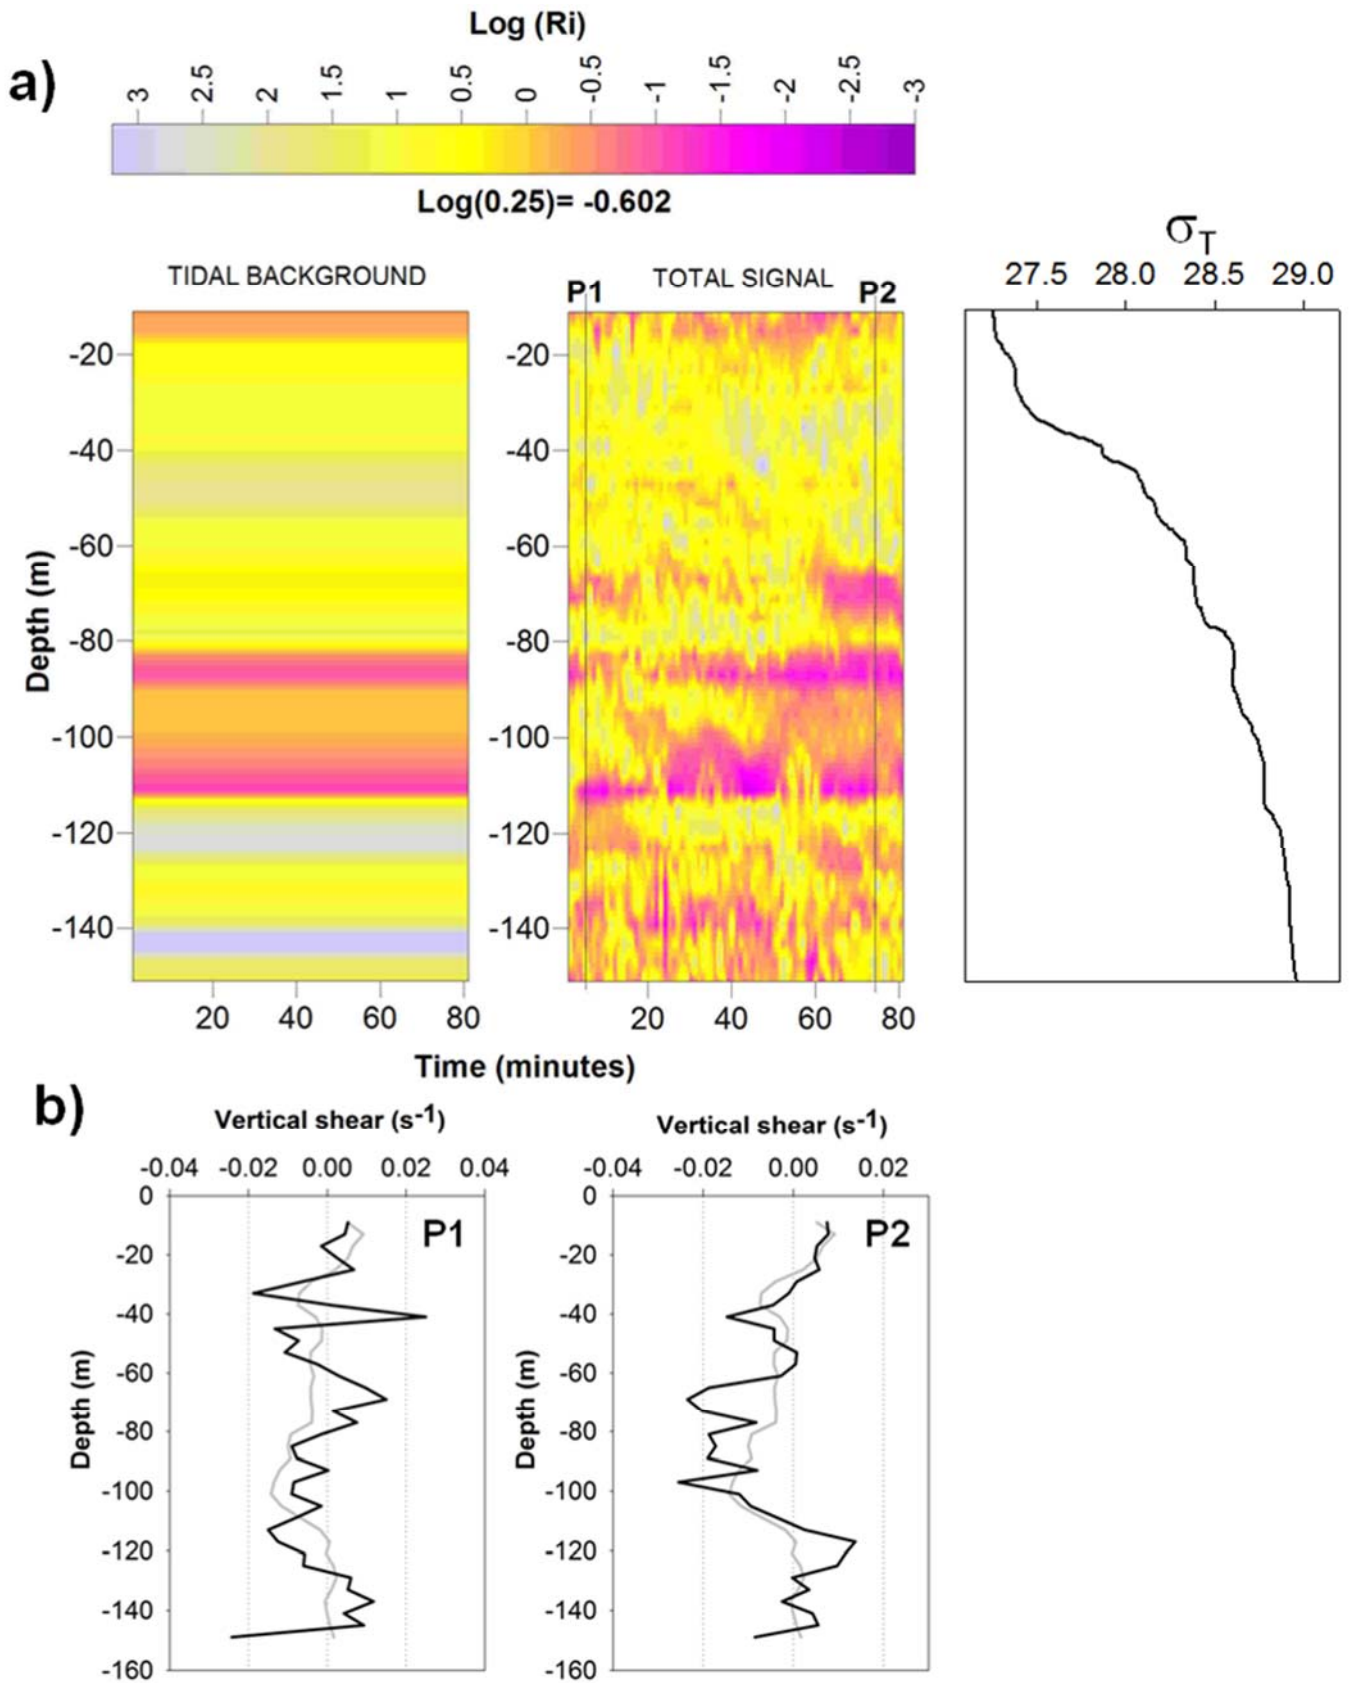 Log (Ri)
a)
3 2.5 2 1.5 1 0.5 0 -0.5 -1 -1.5 -2 -2.5 -3
Log(0.25)= -0.602
σT
27.5 28.0 28.5 29.0
TIDAL BACKGROUND
P1 TOTAL SIGNAL P2
Depth (m)
-20
-40
-60
-80
-100
-120
-140
-20
-40
-60
-80
-100
-120
-140
20 40 60 80
20 40 60 80
Time (minutes)
b)
Vertical shear (s-1)
-0.04 -0.02 0.00 0.02 0.04
P1
Depth (m)
0
-20
-40
-60
-80
-100
-120
-140
-160
Vertical shear (s-1)
-0.04 -0.02 0.00 0.02
P2
Depth (m)
0
-20
-40
-60
-80
-100
-120
-140
-160